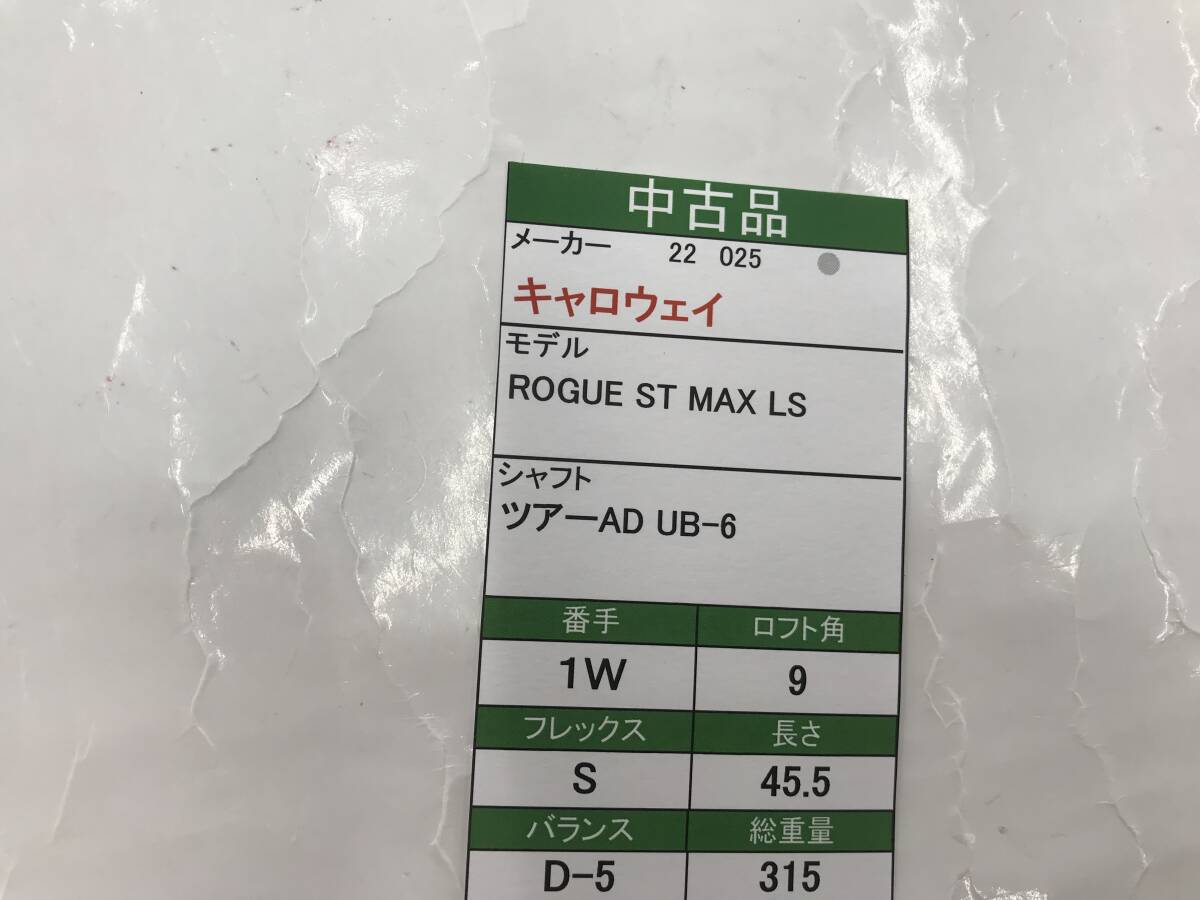 中古品
メーカー 22 025
キャロウェイ
モデル
ROGUE ST MAX LS
シャフト
ツアーAD UB-6
番手 ロフト角
1W 9
フレックス 長さ
S 45.5
バランス 総重量
D-5 315